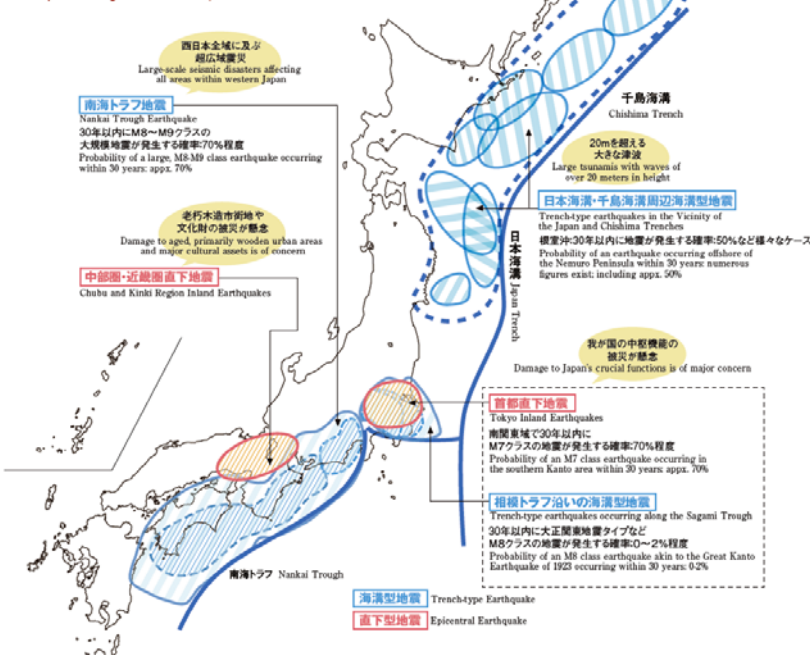 西日本全域に及ぶ
超広域震災
Large-scale seismic disasters affecting
all areas within western Japan
南海トラフ地震
Nankai Trough Earthquake
30年以内にM8～M9クラスの
大規模地震が発生する確率:70%程度
Probability of a large, M8-M9 class earthquake occurring
within 30 years: appx. 70%
老朽木造市街地や
文化財の被災が懸念
Damage to aged, primarily wooden urban areas
and major cultural assets is of concern
中部圏・近畿圏直下地震
Chubu and Kinki Region Inland Earthquakes
千島海溝
Chishima Trench
20mを超える
大きな津波
Large tsunamis with waves of
over 20 meters in height
日本海溝・千島海溝周辺海溝型地震
Trench-type earthquakes in the Vicinity of
the Japan and Chishima Trenches
根室沖:30年以内に地震が発生する確率:50%など様々なケース
Probability of an earthquake occurring offshore of
the Nemuro Peninsula within 30 years: numerous
figures exist; including appx. 50%
日本海溝 Japan Trench
我が国の中枢機能の
被災が懸念
Damage to Japan's crucial functions is of major concern
首都直下地震
Tokyo Inland Earthquakes
南関東域で30年以内に
M7クラスの地震が発生する確率:70%程度
Probability of an M7 class earthquake occurring in
the southern Kanto area within 30 years: appx. 70%
相模トラフ沿いの海溝型地震
Trench-type earthquakes occurring along the Sagami Trough
30年以内に大正関東地震タイプなど
M8クラスの地震が発生する確率:0～2%程度
Probability of an M8 class earthquake akin to the Great Kanto
Earthquake of 1923 occurring within 30 years: 0-2%
南海トラフ Nankai Trough
海溝型地震 Trench-type Earthquake
直下型地震 Epicentral Earthquake